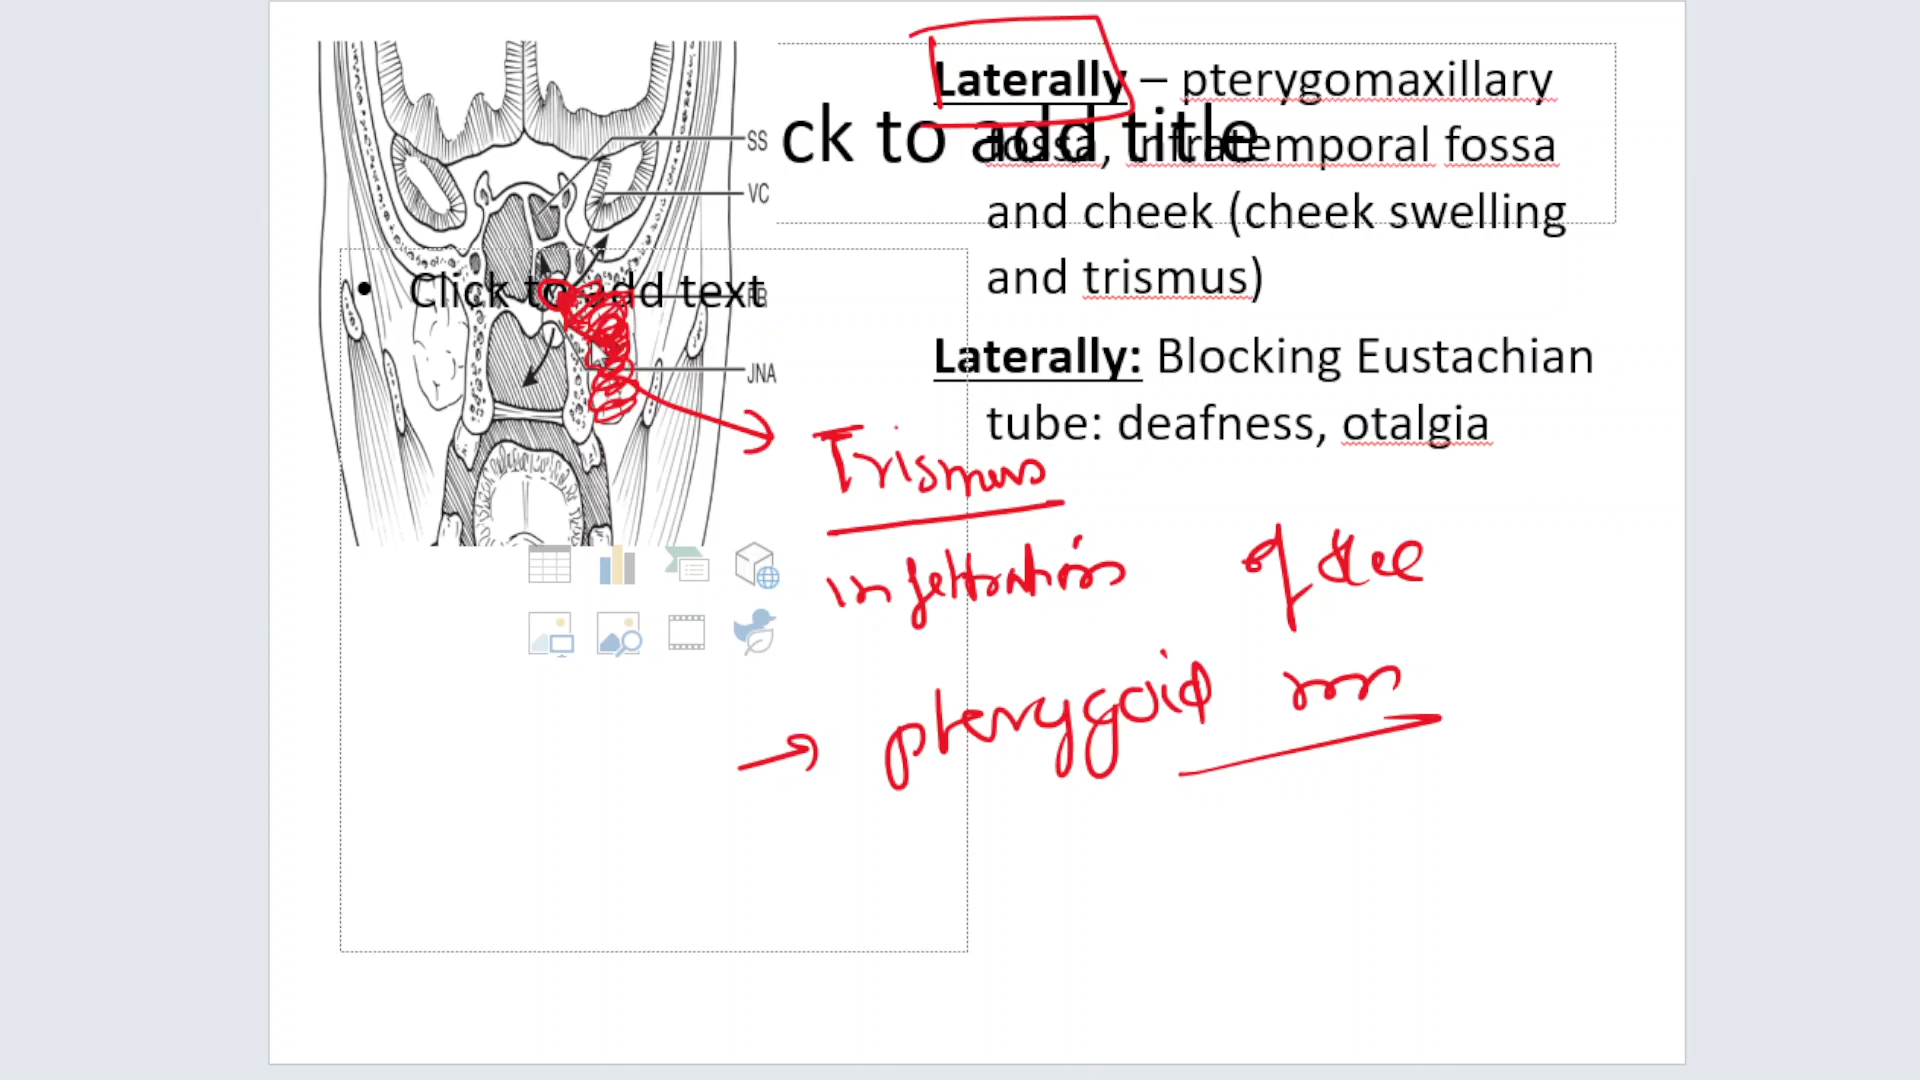 Laterally – pterygomaxillary
ck to add title
fossa, infratemporal fossa
and cheek (cheek swelling
and trismus)
Laterally: Blocking Eustachian
tube: deafness, otalgia
SS
VC
JNA
• Click to add text
Trismus
of the
pterygoid mm